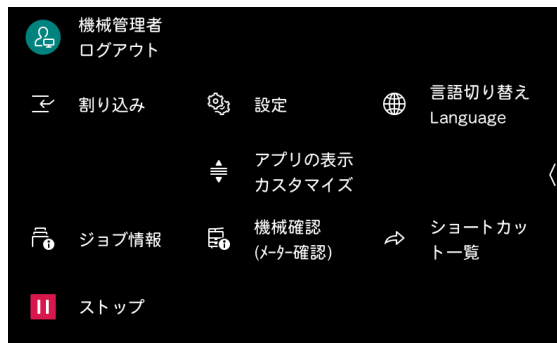 機械管理者
ログアウト
割り込み
設定
言語切り替え
Language
アプリの表示
カスタマイズ
ジョブ情報
機械確認
(メーター確認)
ショートカッ
ト一覧
ストップ